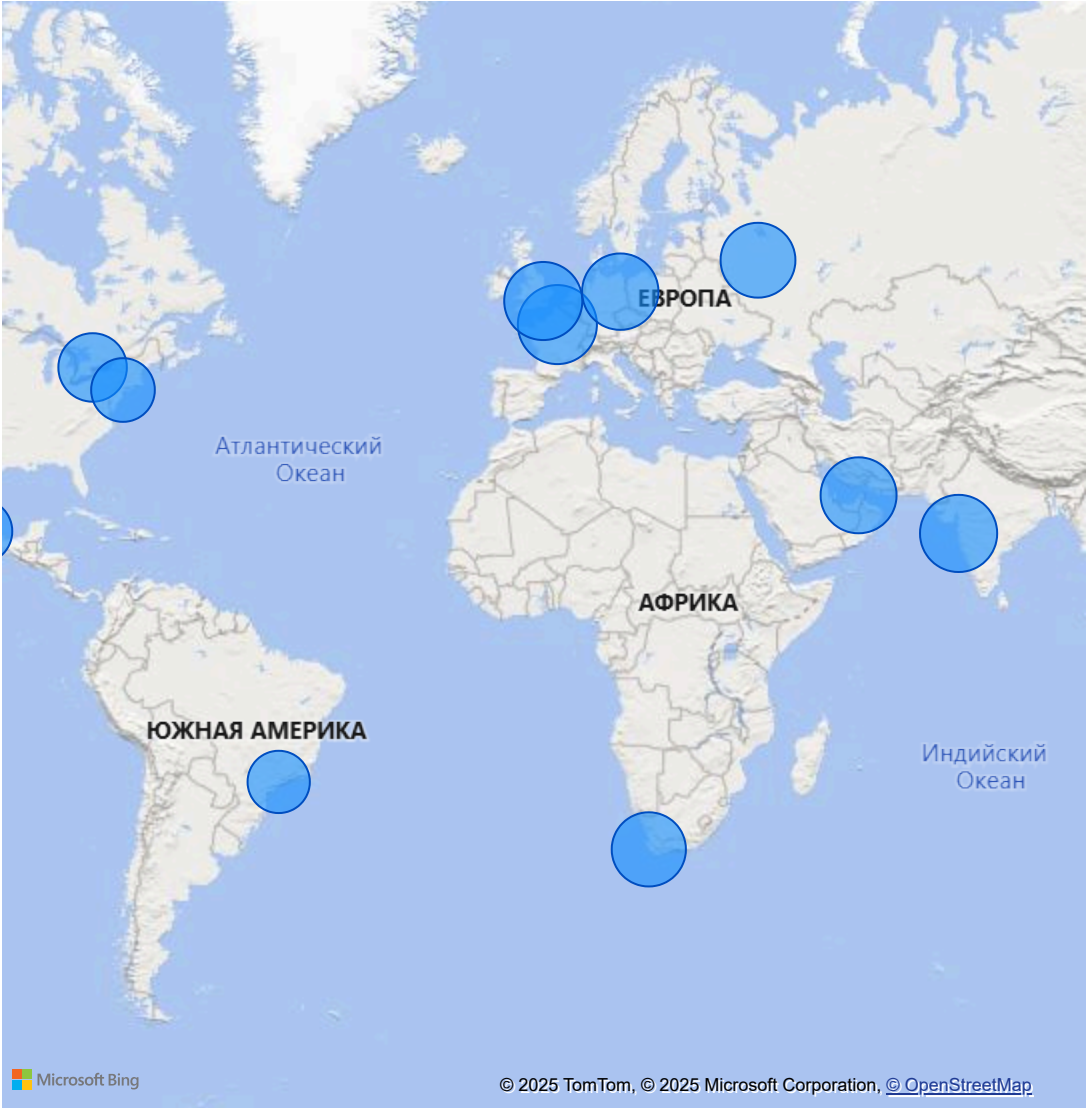 ЕВРОПА
Атлантический
Океан
АФРИКА
ЮЖНАЯ АМЕРИКА
Индийский
Океан
Microsoft Bing
© 2025 TomTom, © 2025 Microsoft Corporation, © OpenStreetMap